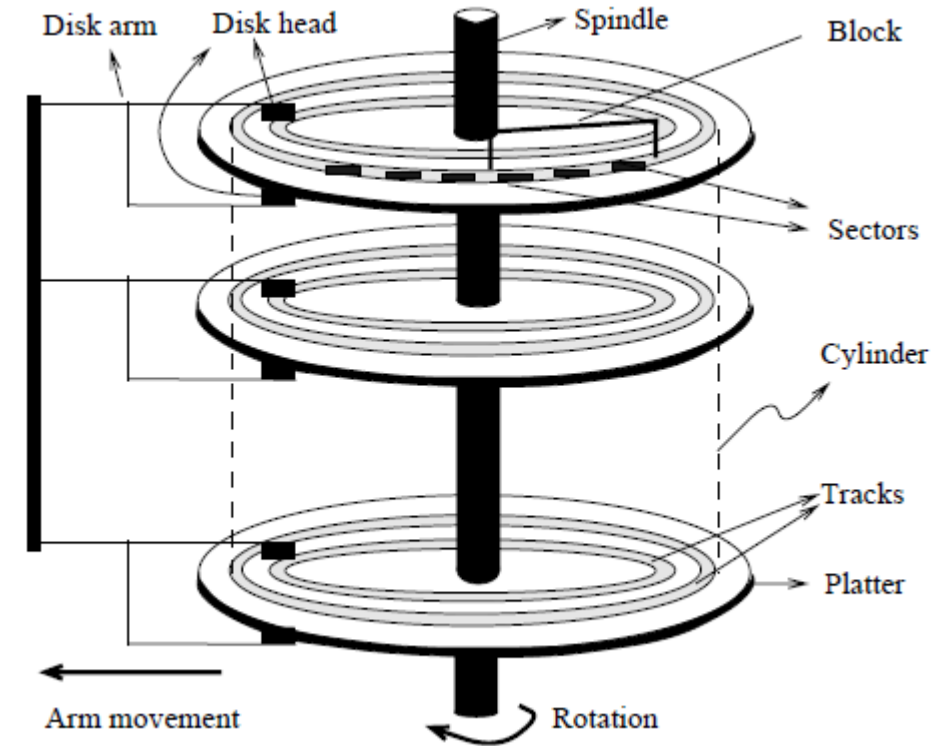 Disk arm
Disk head
Spindle
Block
Sectors
Cylinder
Tracks
Platter
Arm movement
Rotation